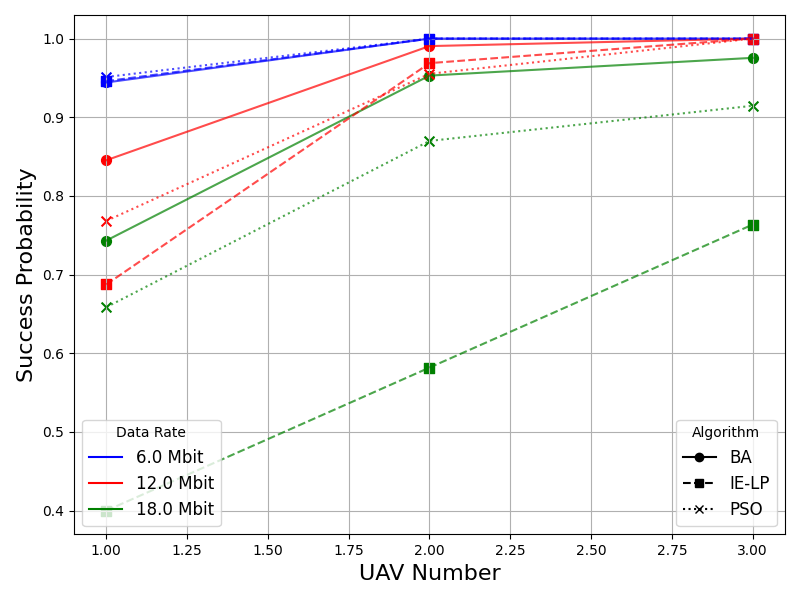 Success Probability
1.0
0.9
0.8
0.7
0.6
0.5
0.4
Data Rate
6.0 Mbit
12.0 Mbit
18.0 Mbit
Algorithm
BA
IE-LP
PSO
1.00 1.25 1.50 1.75 2.00 2.25 2.50 2.75 3.00
UAV Number